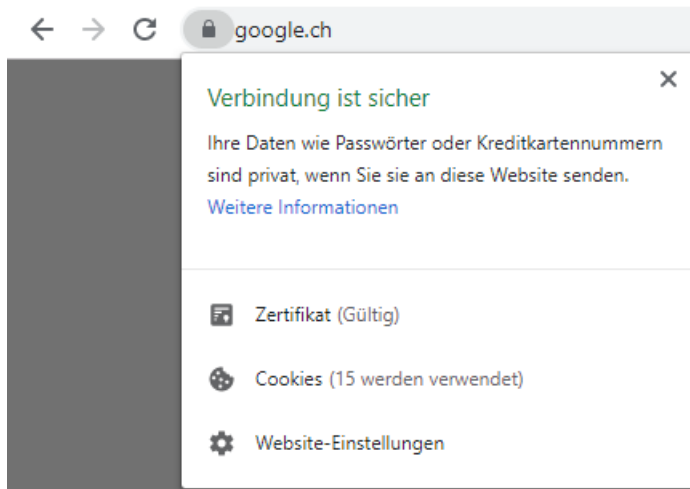 google.ch
Verbindung ist sicher
Ihre Daten wie Passwörter oder Kreditkartennummern
sind privat, wenn Sie sie an diese Website senden.
Weitere Informationen
Zertifikat (Gültig)
Cookies (15 werden verwendet)
Website-Einstellungen